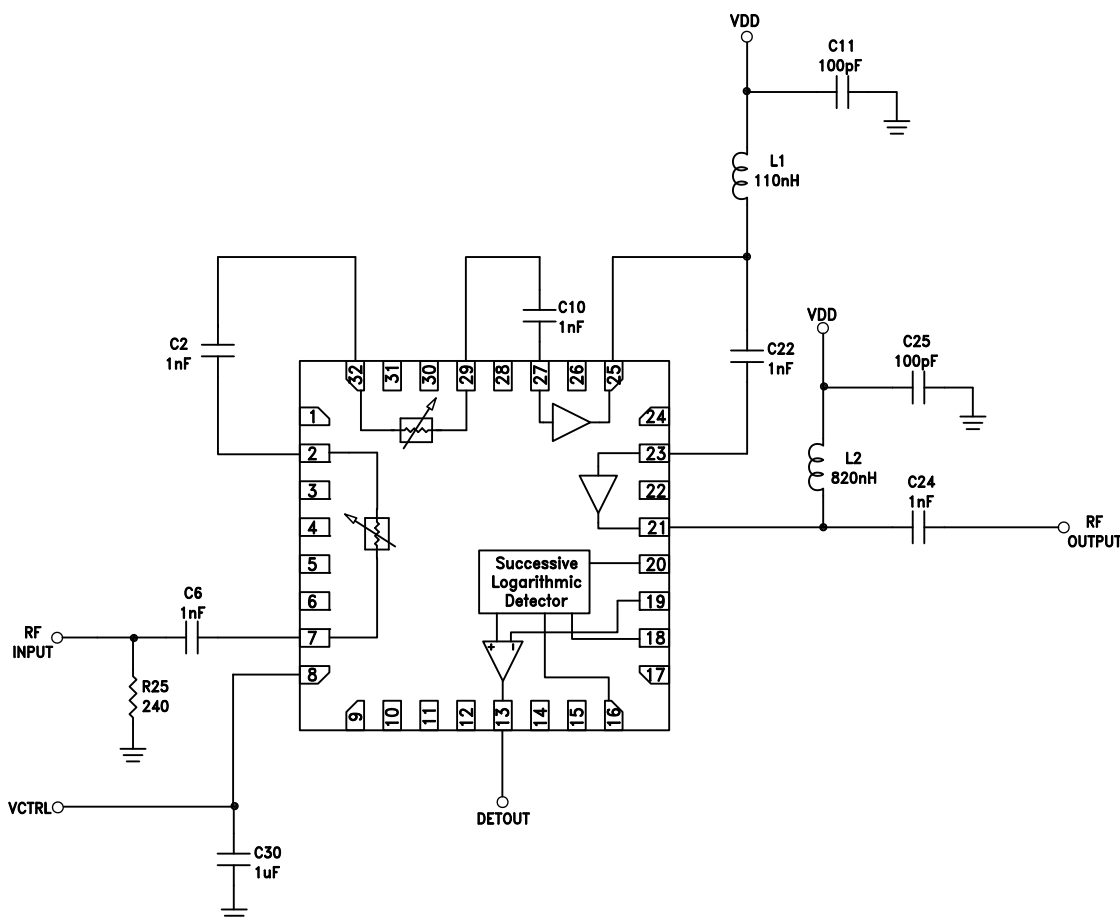 VDD
C11
100pF
L1
110nH
C2
1nF
C10
1nF
C22
1nF
VDD
C25
100pF
L2
820nH
C24
1nF
RF
OUTPUT
32
31
30
29
28
27
26
25
1
2
3
4
5
6
7
8
24
23
22
21
20
19
18
17
Successive
Logarithmic
Detector
+
-
9
10
11
12
13
14
15
16
C6
1nF
RF
INPUT
R25
240
VCTRL
C30
1uF
DETOUT